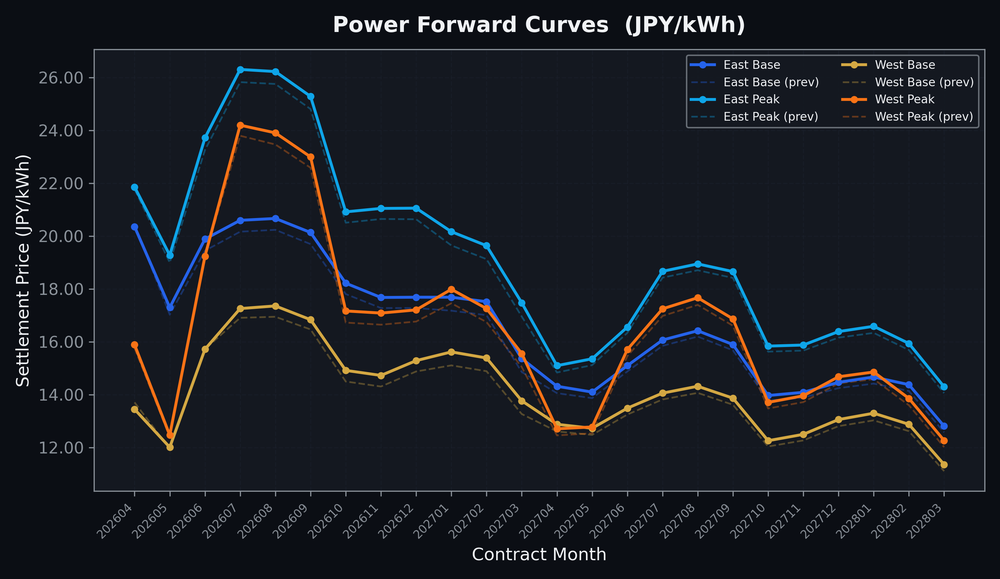 Power Forward Curves  (JPY/kWh)
East Base
East Base (prev)
East Peak
East Peak (prev)
West Base
West Base (prev)
West Peak
West Peak (prev)
Settlement Price (JPY/kWh)
26.00
24.00
22.00
20.00
18.00
16.00
14.00
12.00
202604
202605
202606
202607
202608
202609
202610
202611
202612
202701
202702
202703
202704
202705
202706
202707
202708
202709
202710
202711
202712
202801
202802
202803
Contract Month